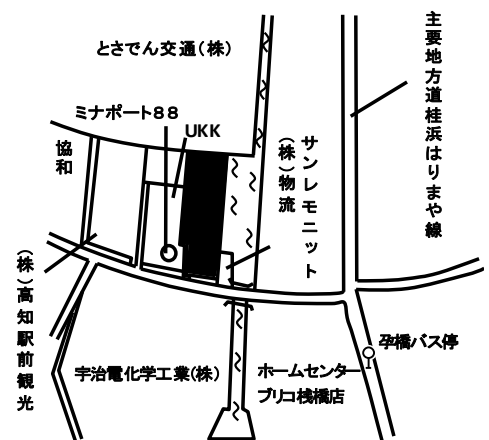 主要地方道桂浜はりまや線
とさでん交通(株)
ミナポート88
UKK
協和
サンレモニット
(株)物流
(株)高知駅前観光
孕橋バス停
宇治電化学工業(株)
ホームセンター
ブリコ桟橋店